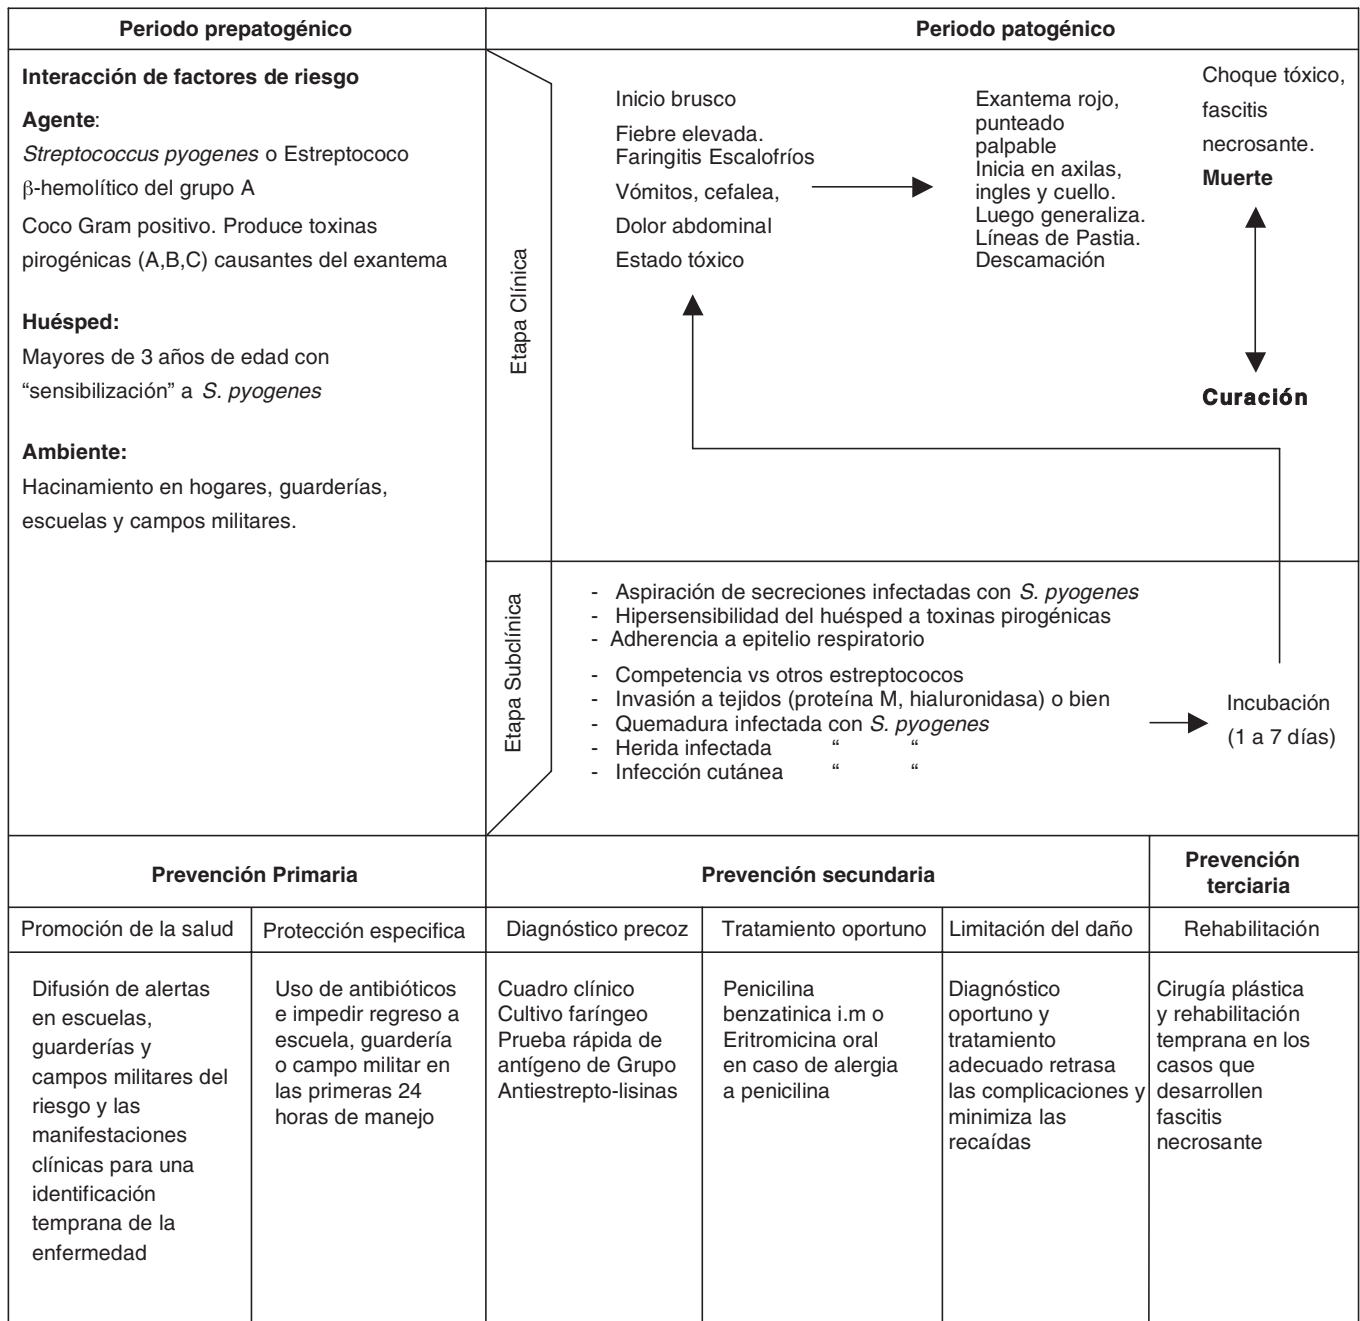 Periodo prepatogénico
Periodo patogénico
Interacción de factores de riesgo
Agente:
Streptococcus pyogenes o Estreptococo
β-hemolítico del grupo A
Coco Gram positivo. Produce toxinas
pirogénicas (A,B,C) causantes del exantema
Huésped:
Mayores de 3 años de edad con
“sensibilización” a S. pyogenes
Ambiente:
Hacinamiento en hogares, guarderías,
escuelas y campos militares.
Etapa Clínica
Inicio brusco
Fiebre elevada.
Faringitis Escalofríos
Vómitos, cefalea,
Dolor abdominal
Estado tóxico
Exantema rojo,
punteado
palpable
Inicia en axilas,
ingles y cuello.
Luego generaliza.
Líneas de Pastia.
Descamación
Choque tóxico,
fascitis
necrosante.
Muerte
Curación
Etapa Subclínica
- Aspiración de secreciones infectadas con S. pyogenes
- Hipersensibilidad del huésped a toxinas pirogénicas
- Adherencia a epitelio respiratorio
- Competencia vs otros estreptococos
- Invasión a tejidos (proteína M, hialuronidasa) o bien
- Quemadura infectada con S. pyogenes
- Herida infectada “ “
- Infección cutánea “ “
Incubación
(1 a 7 días)
Prevención Primaria
Prevención secundaria
Prevención
terciaria
Promoción de la salud
Protección especifica
Diagnóstico precoz
Tratamiento oportuno
Limitación del daño
Rehabilitación
Difusión de alertas
en escuelas,
guarderías y
campos militares del
riesgo y las
manifestaciones
clínicas para una
identificación
temprana de la
enfermedad
Uso de antibióticos
e impedir regreso a
escuela, guardería
o campo militar en
las primeras 24
horas de manejo
Cuadro clínico
Cultivo faríngeo
Prueba rápida de
antígeno de Grupo
Antiestrepto-lisinas
Penicilina
benzatinica i.m o
Eritromicina oral
en caso de alergia
a penicilina
Diagnóstico
oportuno y
tratamiento
adecuado retrasa
las complicaciones y
minimiza las
recaídas
Cirugía plástica
y rehabilitación
temprana en los
casos que
desarrollen
fascitis
necrosante